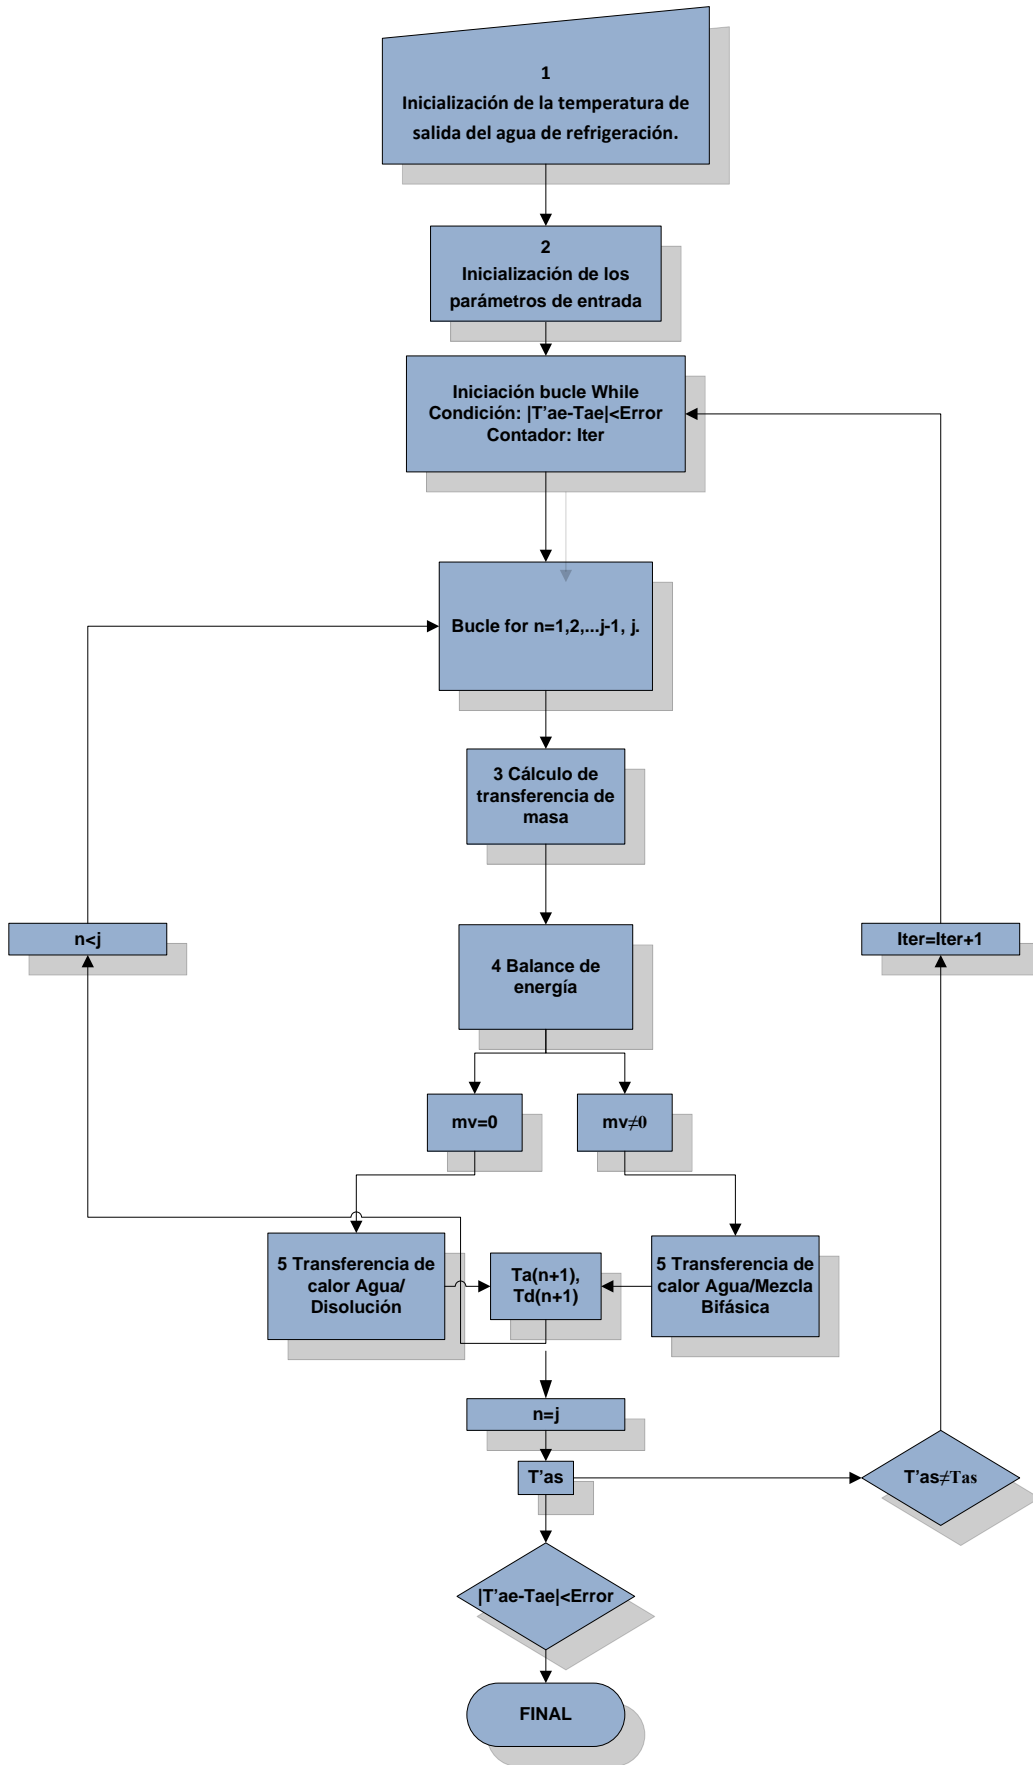 1
Inicialización de la temperatura de
salida del agua de refrigeración.
2
Inicialización de los
parámetros de entrada
Iniciación bucle While
Condición: |T’ae-Tae|<Error
Contador: Iter
Bucle for n=1,2,...j-1, j.
3 Cálculo de
transferencia de
masa
n<j
Iter=Iter+1
4 Balance de
energía
mv=0
mv≠0
5 Transferencia de
calor Agua/
Disolución
Ta(n+1),
Td(n+1)
5 Transferencia de
calor Agua/Mezcla
Bifásica
n=j
T’as
T’as≠Tas
|T’ae-Tae|<Error
FINAL